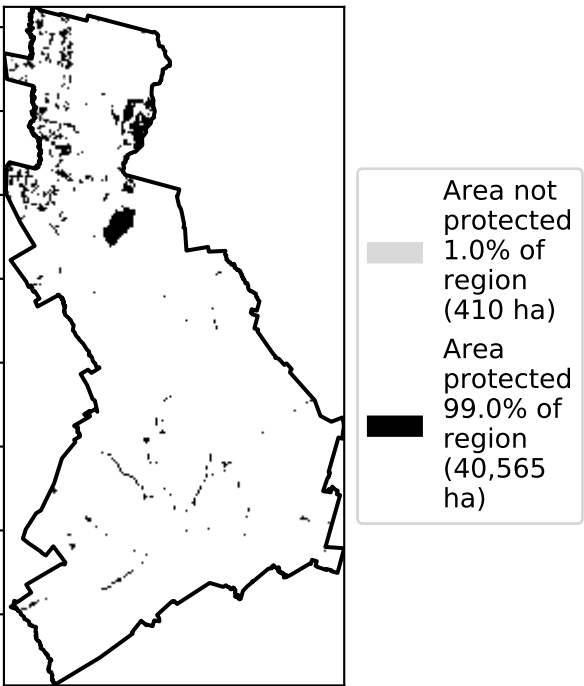 Area not
protected
1.0% of
region
(410 ha)
Area
protected
99.0% of
region
(40,565
ha)